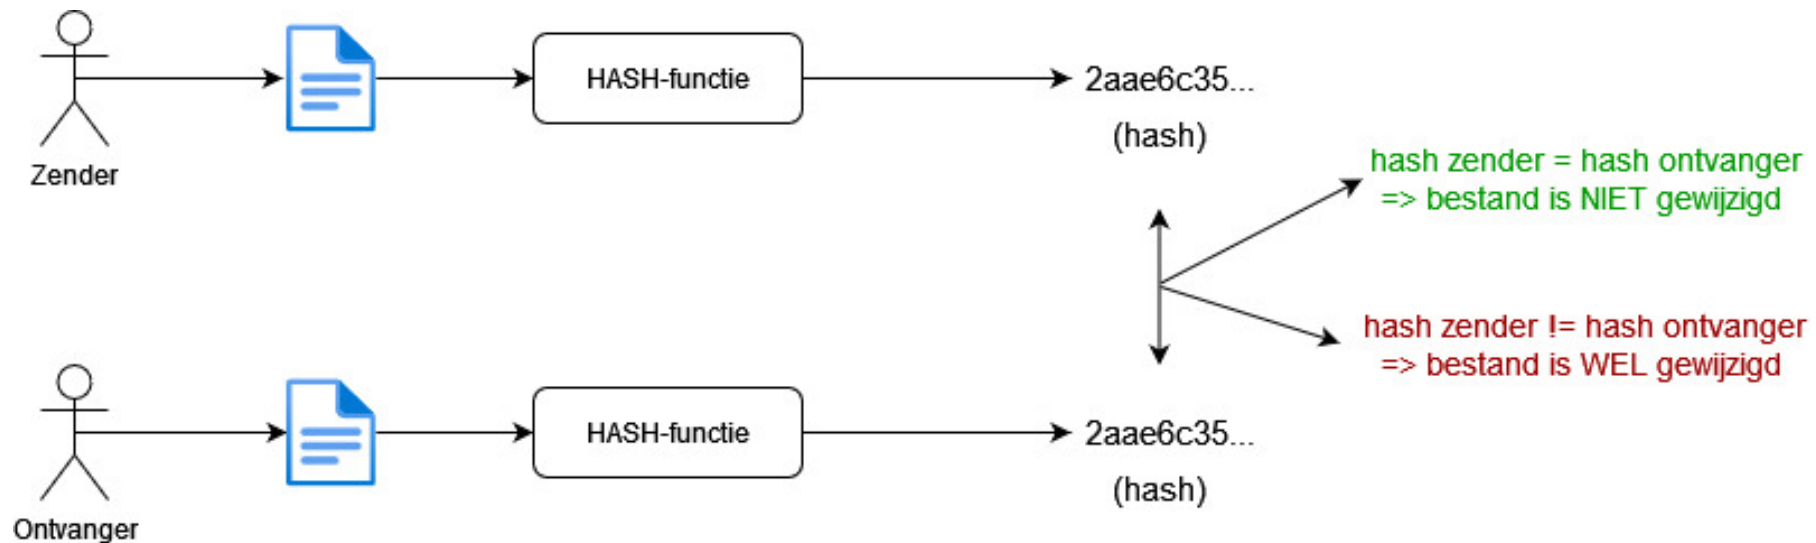 HASH-functie
2aae6c35...
(hash)
Zender
hash zender = hash ontvanger
=> bestand is NIET gewijzigd
hash zender != hash ontvanger
=> bestand is WEL gewijzigd
HASH-functie
2aae6c35...
(hash)
Ontvanger